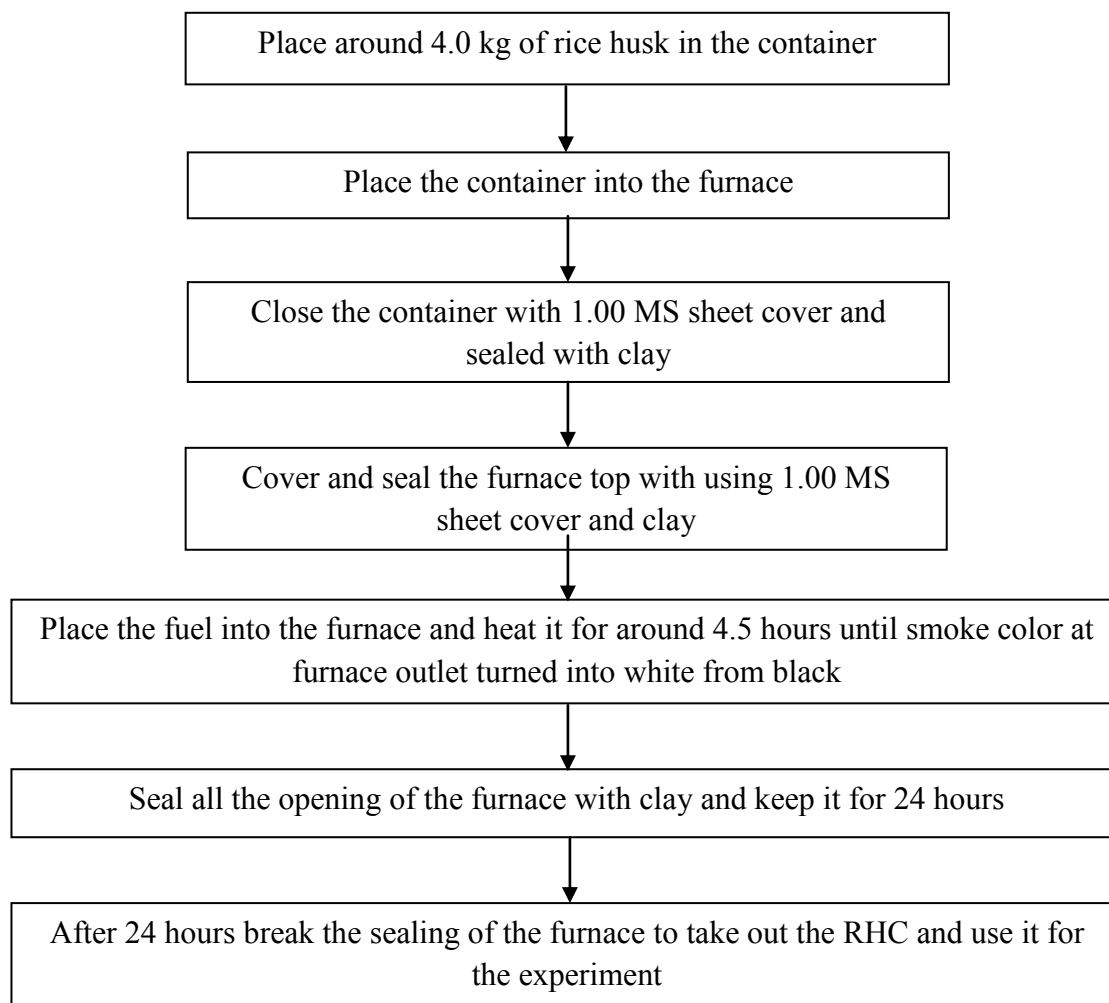 Place around 4.0 kg of rice husk in the container
Place the container into the furnace
Close the container with 1.00 MS sheet cover and
sealed with clay
Cover and seal the furnace top with using 1.00 MS
sheet cover and clay
Place the fuel into the furnace and heat it for around 4.5 hours until smoke color at
furnace outlet turned into white from black
Seal all the opening of the furnace with clay and keep it for 24 hours
After 24 hours break the sealing of the furnace to take out the RHC and use it for
the experiment